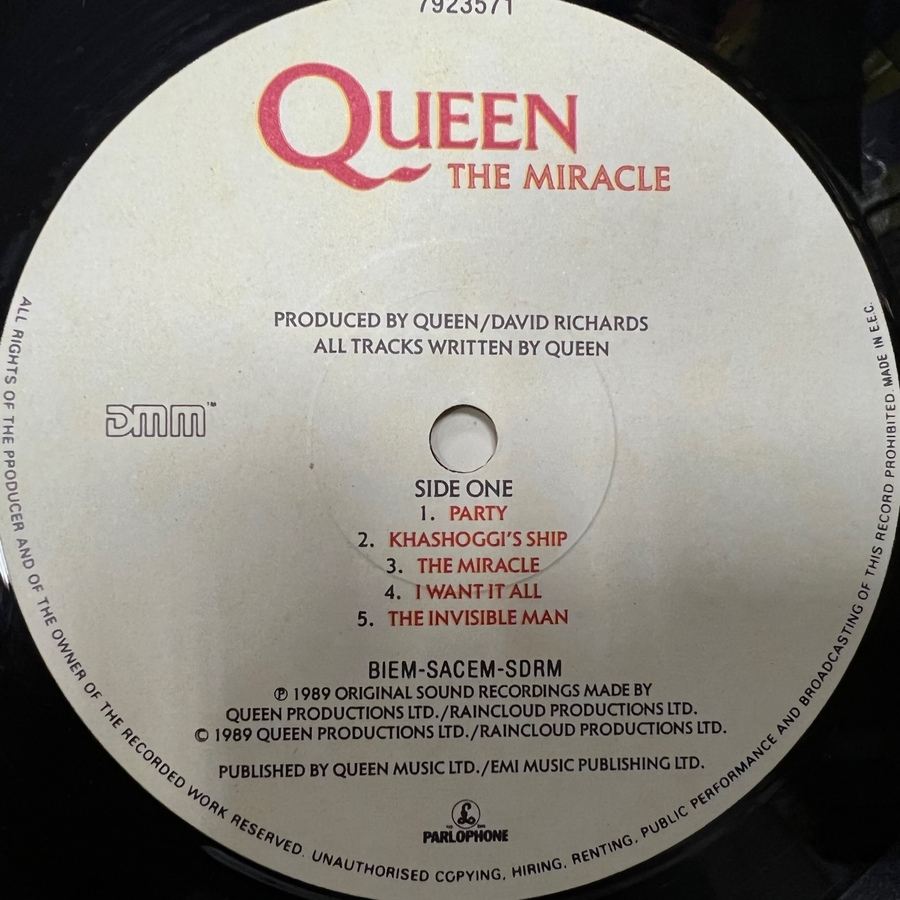 7923571
QUEEN
THE MIRACLE
PRODUCED BY QUEEN/DAVID RICHARDS
ALL TRACKS WRITTEN BY QUEEN
DMM™
SIDE ONE
1. PARTY
2. KHASHOGGI'S SHIP
3. THE MIRACLE
4. I WANT IT ALL
5. THE INVISIBLE MAN
BIEM-SACEM-SDRM
℗ 1989 ORIGINAL SOUND RECORDINGS MADE BY
QUEEN PRODUCTIONS LTD./RAINCLOUD PRODUCTIONS LTD.
© 1989 QUEEN PRODUCTIONS LTD./RAINCLOUD PRODUCTIONS LTD.
PUBLISHED BY QUEEN MUSIC LTD./EMI MUSIC PUBLISHING LTD.
£
PARLOPHONE
ALL RIGHTS OF THE PRODUCER AND OF THE OWNER OF THE RECORDED WORK RESERVED. UNAUTHORISED COPYING, HIRING, RENTING, PUBLIC PERFORMANCE AND BROADCASTING OF THIS RECORD PROHIBITED. MADE IN E.E.C.